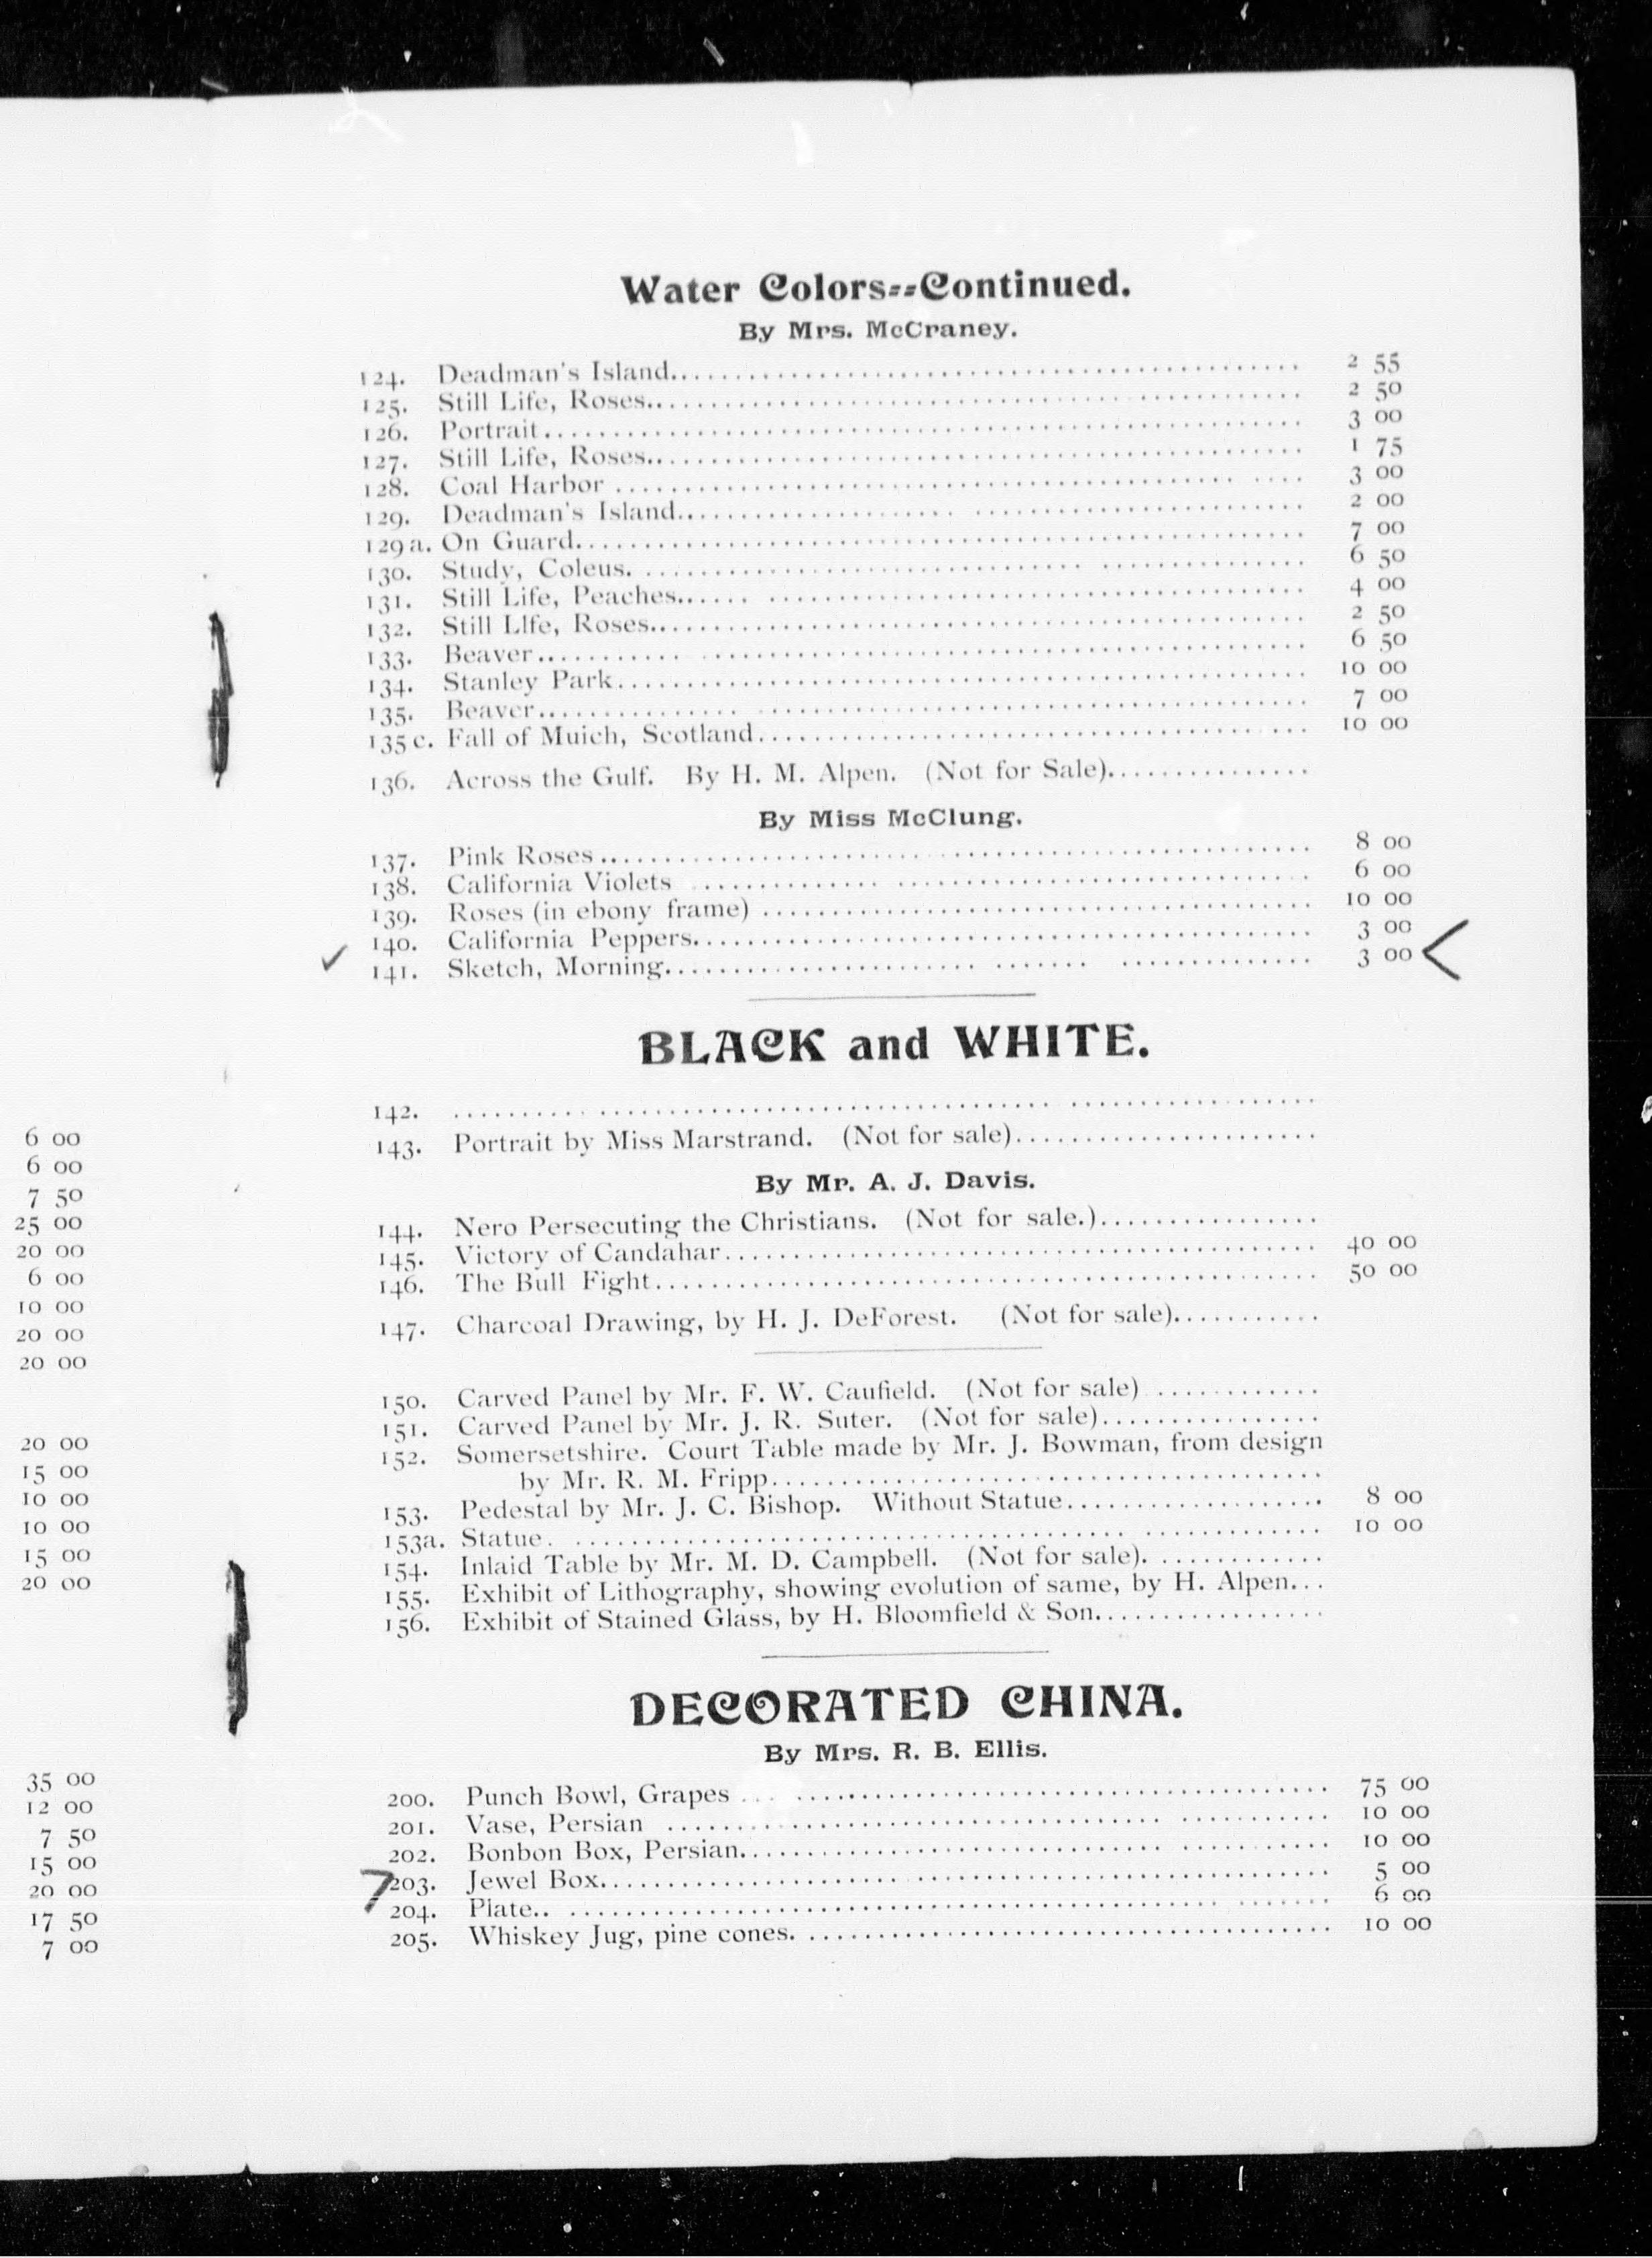 6 00
6 00
7 50
25 00
20 00
6 00
10 00
20 00
20 00
20 00
15 00
10 00
10 00
15 00
20 00
35 00
12 00
7 50
15 00
20 00
17 50
7 00
Water Colors--Continued.
By Mrs. McCraney.
124. Deadman's Island........................................ 2 55
125. Still Life, Roses........................................ 2 50
126. Portrait........................................ 3 00
127. Still Life, Roses........................................ 1 75
128. Coal Harbor ........................................ 3 00
129. Deadman's Island........................................ 2 00
129a. On Guard........................................ 7 00
130. Study, Coleus. ........................................ 6 50
131. Still Life, Peaches........................................ 4 00
132. Still LIfe, Roses........................................ 2 50
133. Beaver........................................ 6 50
134. Stanley Park........................................ 10 00
135. Beaver........................................ 7 00
135c. Fall of Muich, Scotland........................................ 10 00
136. Across the Gulf. By H. M. Alpen. (Not for Sale)................
By Miss McClung.
137. Pink Roses........................................ 8 00
138. California Violets ........................................ 6 00
139. Roses (in ebony frame) ........................................ 10 00
140. California Peppers........................................ 3 00
✓ 141. Sketch, Morning........................................ 3 00 <
BLACK and WHITE.
142. ........................................
143. Portrait by Miss Marstrand. (Not for sale).......................
By Mr. A. J. Davis.
144. Nero Persecuting the Christians. (Not for sale.)................
145. Victory of Candahar........................................ 40 00
146. The Bull Fight........................................ 50 00
147. Charcoal Drawing, by H. J. DeForest. (Not for sale)...........
150. Carved Panel by Mr. F. W. Caufield. (Not for sale) ............
151. Carved Panel by Mr. J. R. Suter. (Not for sale)................
152. Somersetshire. Court Table made by Mr. J. Bowman, from design
by Mr. R. M. Fripp........................................
153. Pedestal by Mr. J. C. Bishop. Without Statue................... 8 00
153a. Statue. ........................................ 10 00
154. Inlaid Table by Mr. M. D. Campbell. (Not for sale). ............
155. Exhibit of Lithography, showing evolution of same, by H. Alpen...
156. Exhibit of Stained Glass, by H. Bloomfield & Son.................
DECORATED CHINA.
By Mrs. R. B. Ellis.
200. Punch Bowl, Grapes ........................................ 75 00
201. Vase, Persian ........................................ 10 00
202. Bonbon Box, Persian........................................ 10 00
203. Jewel Box........................................ 5 00
204. Plate.. ........................................ 6 00
205. Whiskey Jug, pine cones. ........................................ 10 00